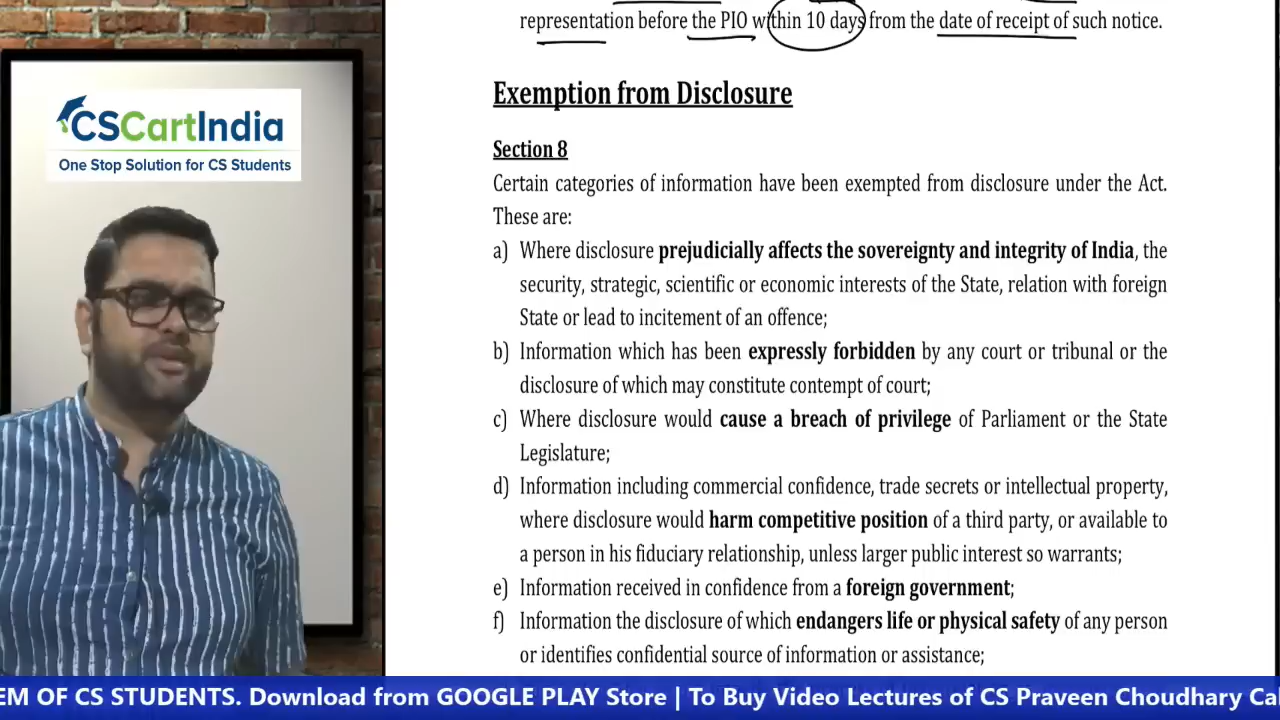 representation before the PIO within 10 days from the date of receipt of such notice.
CSCartIndia
One Stop Solution for CS Students
Exemption from Disclosure
Section 8
Certain categories of information have been exempted from disclosure under the Act.
These are:
a) Where disclosure prejudicially affects the sovereignty and integrity of India, the
security, strategic, scientific or economic interests of the State, relation with foreign
State or lead to incitement of an offence;
b) Information which has been expressly forbidden by any court or tribunal or the
disclosure of which may constitute contempt of court;
c) Where disclosure would cause a breach of privilege of Parliament or the State
Legislature;
d) Information including commercial confidence, trade secrets or intellectual property,
where disclosure would harm competitive position of a third party, or available to
a person in his fiduciary relationship, unless larger public interest so warrants;
e) Information received in confidence from a foreign government;
f) Information the disclosure of which endangers life or physical safety of any person
or identifies confidential source of information or assistance;
EM OF CS STUDENTS. Download from GOOGLE PLAY Store | To Buy Video Lectures of CS Praveen Choudhary Ca